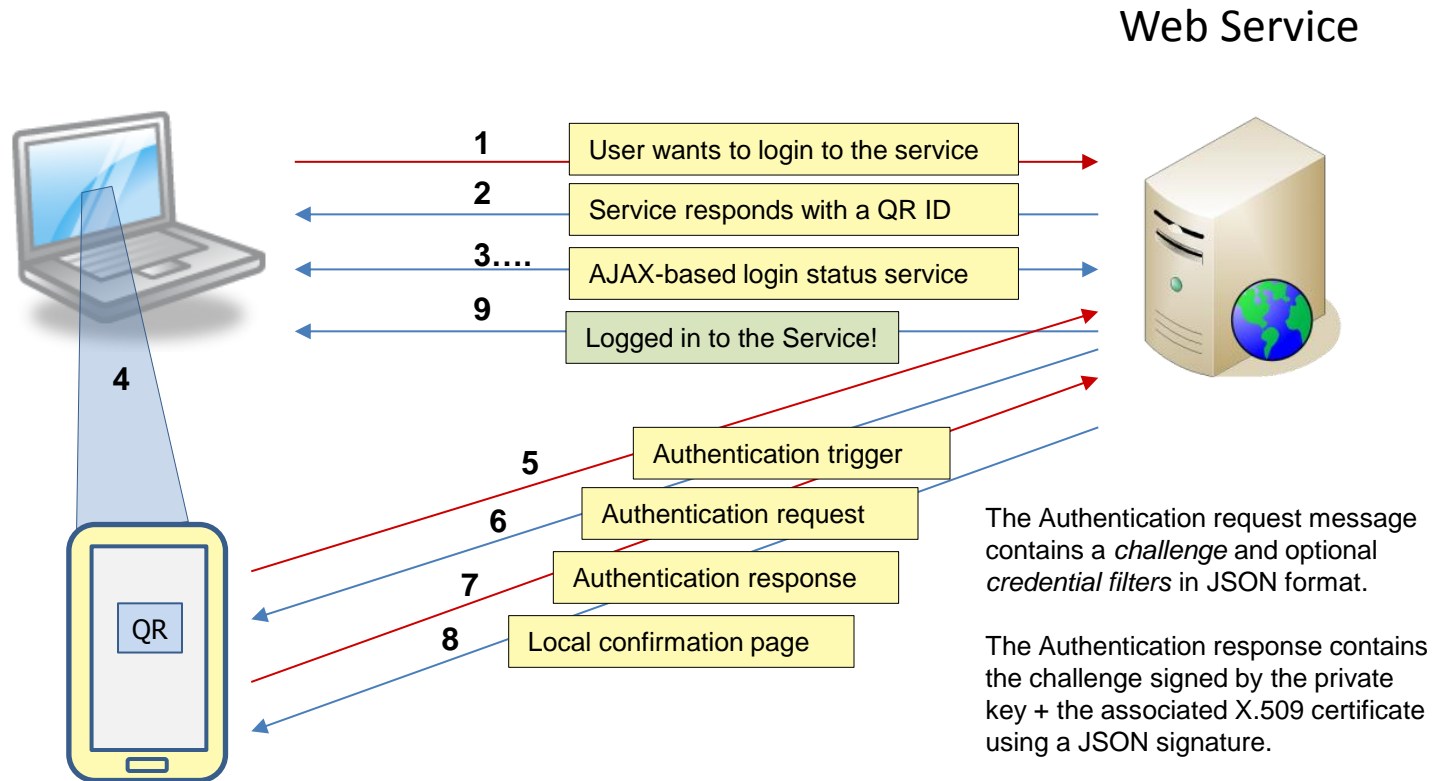 Web Service
1
User wants to login to the service
2
Service responds with a QR ID
3....
AJAX-based login status service
9
Logged in to the Service!
4
5
Authentication trigger
6
Authentication request
7
Authentication response
8
Local confirmation page
QR
The Authentication request message
contains a challenge and optional
credential filters in JSON format.
The Authentication response contains
the challenge signed by the private
key + the associated X.509 certificate
using a JSON signature.